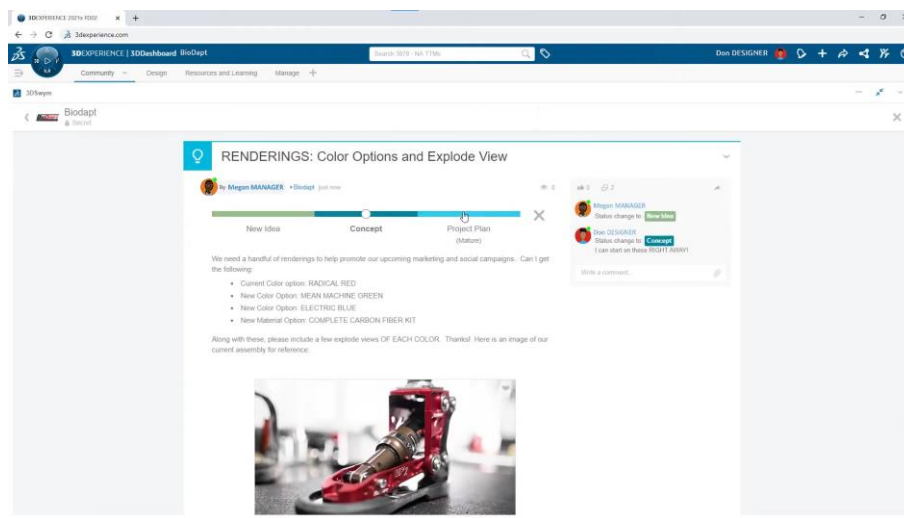 3DEXPERIENCE 2021x FD02
3dexperience.com
3DEXPERIENCE | 3DDashboard BioDapt
Don DESIGNER
Community
Design
Resources and Learning
Manage
3DSwym
Biodapt
Secret
RENDERINGS: Color Options and Explode View
By Megan MANAGER • Biodapt just now
0
New Idea
Concept
Project Plan
(Mature)
We need a handful of renderings to help promote our upcoming marketing and social campaigns. Can I get
the following:
• Current Color option: RADICAL RED
• New Color Option: MEAN MACHINE GREEN
• New Color Option: ELECTRIC BLUE
• New Material Option: COMPLETE CARBON FIBER KIT
Along with these, please include a few explode views OF EACH COLOR. Thanks! Here is an image of our
current assembly for reference:
0 2
Megan MANAGER
Status change to: New Idea
Don DESIGNER
Status change to: Concept
I can start on these RIGHT AWAY!
Write a comment...